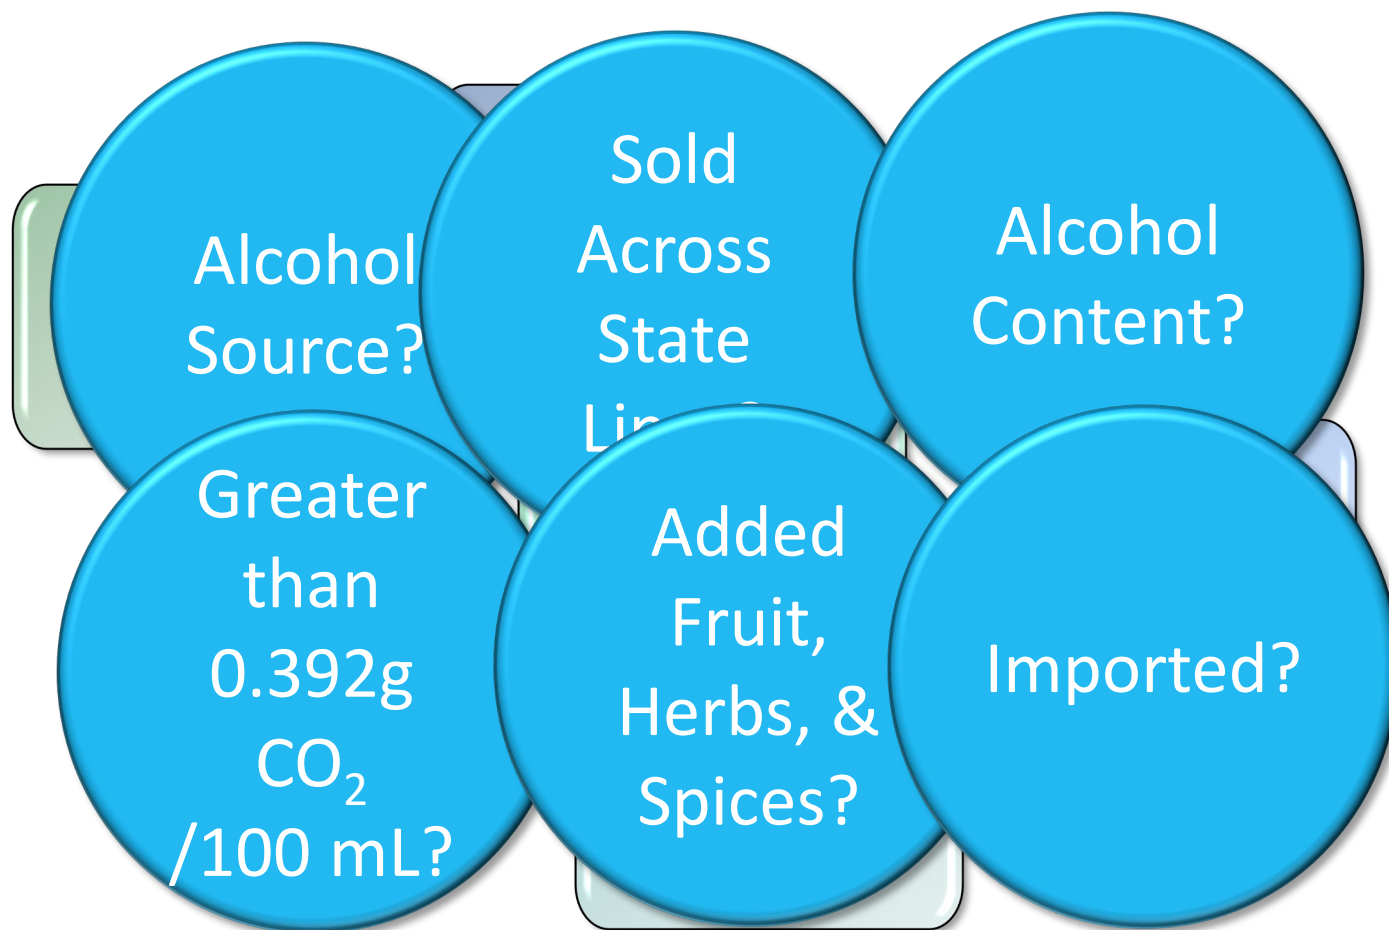 Alcohol
Source?
Sold
Across
State
Alcohol
Content?
Greater
than
0.392g
CO₂
/100 mL?
Added
Fruit,
Herbs, &
Spices?
Imported?